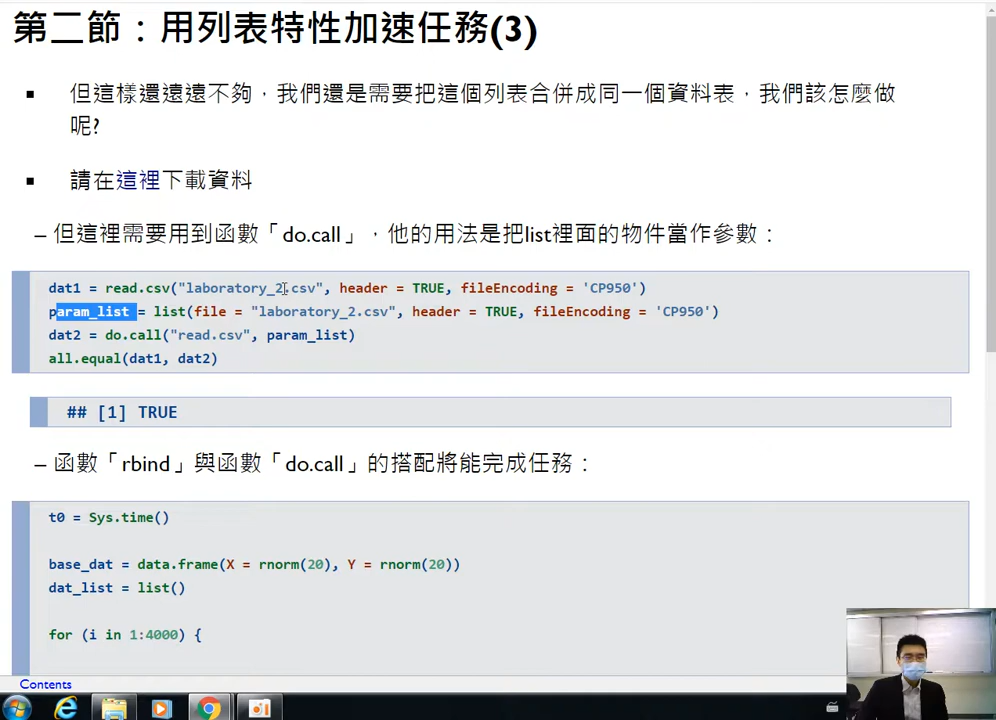 第二節：用列表特性加速任務(3)
▪ 但這樣還遠遠不夠，我們還是需要把這個列表合併成同一個資料表，我們該怎麼做
呢?
▪ 請在這裡下載資料
– 但這裡需要用到函數「do.call」，他的用法是把list裡面的物件當作參數：
dat1 = read.csv("laboratory_2.csv", header = TRUE, fileEncoding = 'CP950')
param_list = list(file = "laboratory_2.csv", header = TRUE, fileEncoding = 'CP950')
dat2 = do.call("read.csv", param_list)
all.equal(dat1, dat2)
## [1] TRUE
– 函數「rbind」與函數「do.call」的搭配將能完成任務：
t0 = Sys.time()
base_dat = data.frame(X = rnorm(20), Y = rnorm(20))
dat_list = list()
for (i in 1:4000) {
Contents